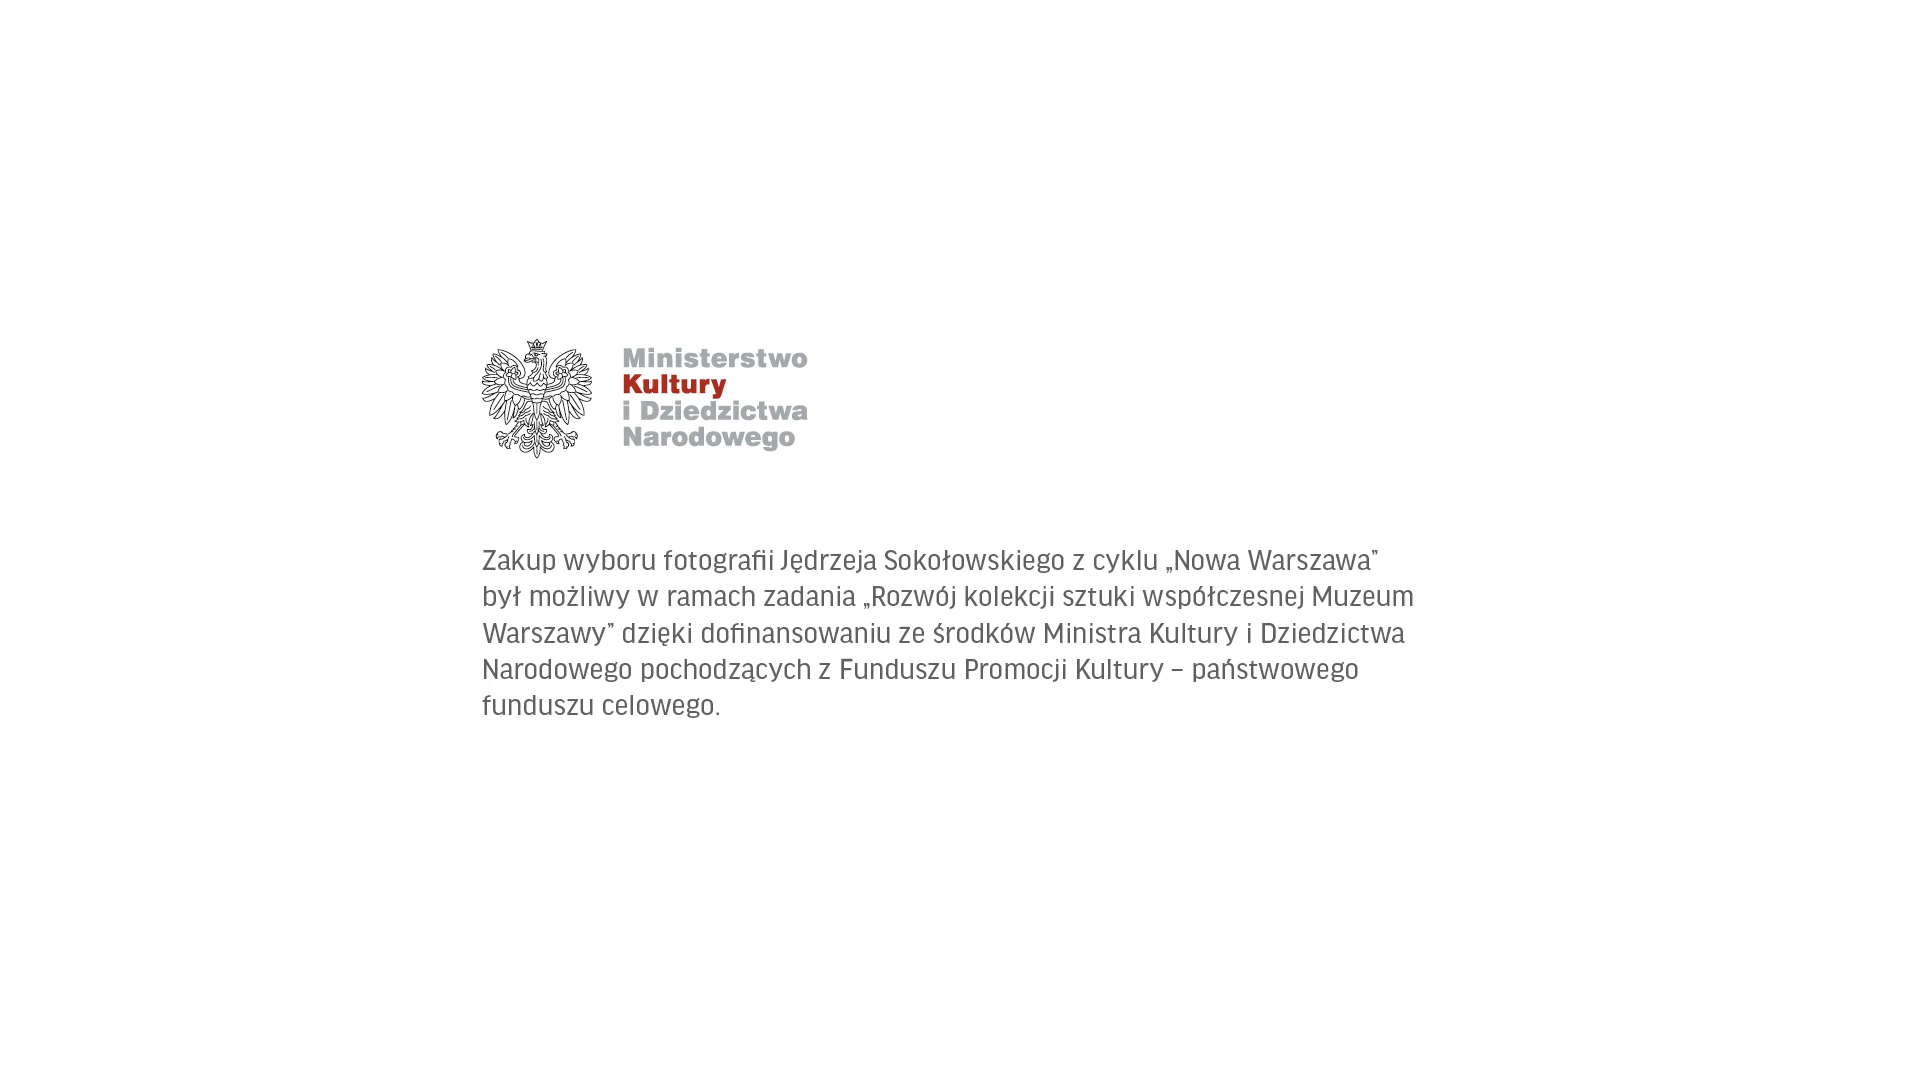 Ministerstwo
Kultury
i Dziedzictwa
Narodowego
Zakup wyboru fotografii Jędrzeja Sokołowskiego z cyklu „Nowa Warszawa”
był możliwy w ramach zadania „Rozwój kolekcji sztuki współczesnej Muzeum
Warszawy” dzięki dofinansowaniu ze środków Ministra Kultury i Dziedzictwa
Narodowego pochodzących z Funduszu Promocji Kultury – państwowego
funduszu celowego.